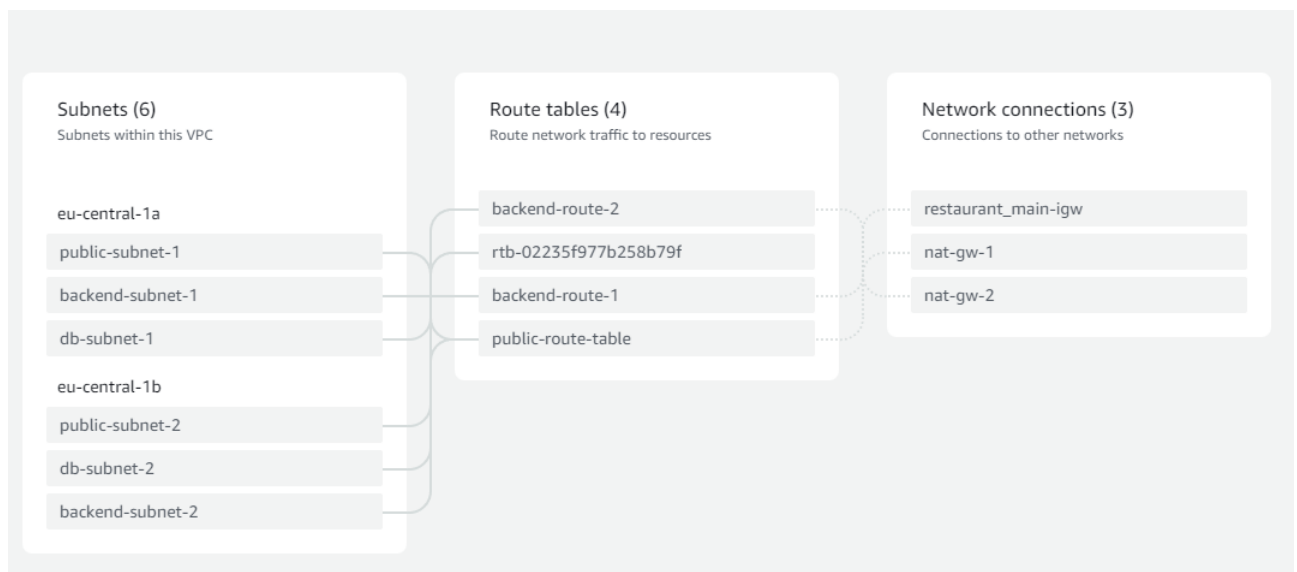 Subnets (6)
Subnets within this VPC
eu-central-1a
public-subnet-1
backend-subnet-1
db-subnet-1
eu-central-1b
public-subnet-2
db-subnet-2
backend-subnet-2
Route tables (4)
Route network traffic to resources
backend-route-2
rtb-02235f977b258b79f
backend-route-1
public-route-table
Network connections (3)
Connections to other networks
restaurant_main-igw
nat-gw-1
nat-gw-2